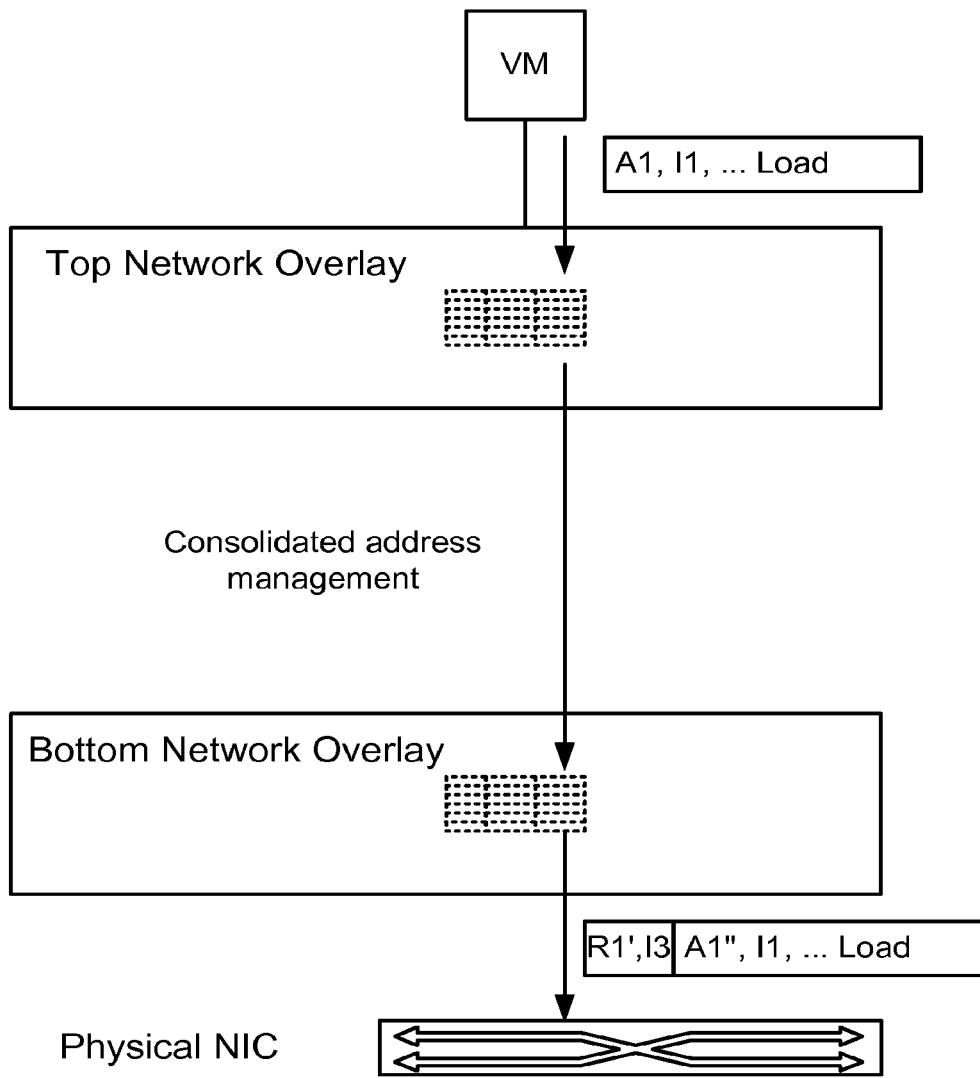 VM
A1, I1, ... Load
Top Network Overlay
Consolidated address
management
Bottom Network Overlay
R1',I3 A1", I1, ... Load
Physical NIC